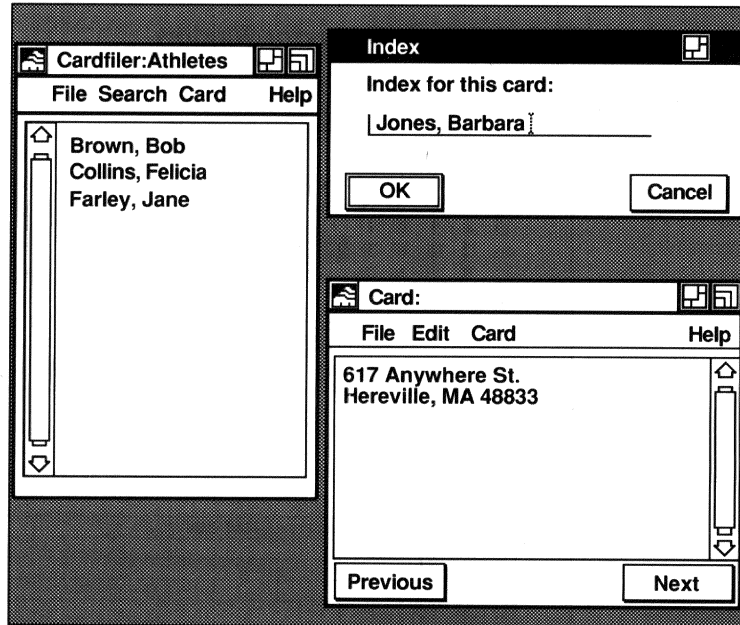 Cardfiler:Athletes
File Search Card Help
Brown, Bob
Collins, Felicia
Farley, Jane
Index
Index for this card:
Jones, Barbara
OK Cancel
Card:
File Edit Card Help
617 Anywhere St.
Hereville, MA 48833
Previous Next